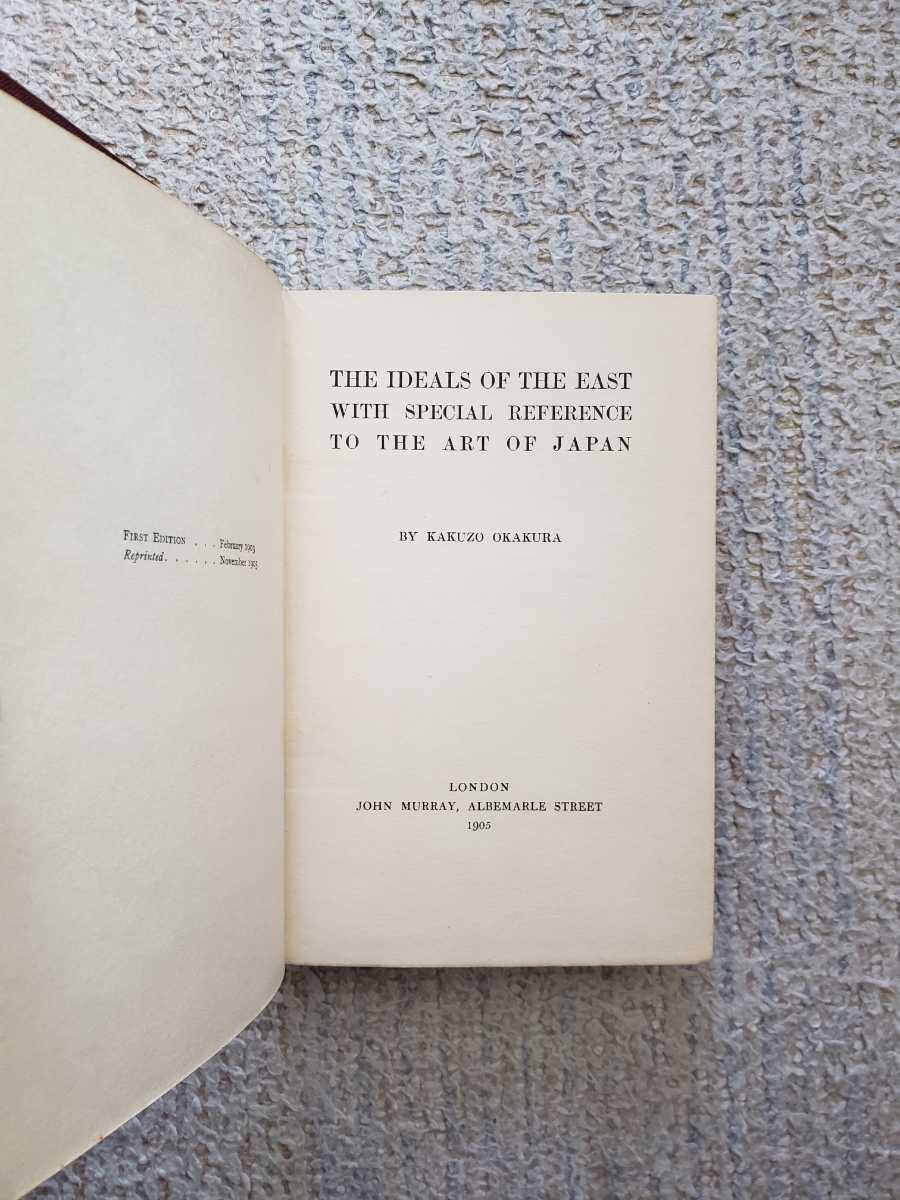 FIRST EDITION . . . February 1903
Reprinted. . . . . . November 1905
THE IDEALS OF THE EAST
WITH SPECIAL REFERENCE
TO THE ART OF JAPAN
BY KAKUZO OKAKURA
LONDON
JOHN MURRAY, ALBEMARLE STREET
1905